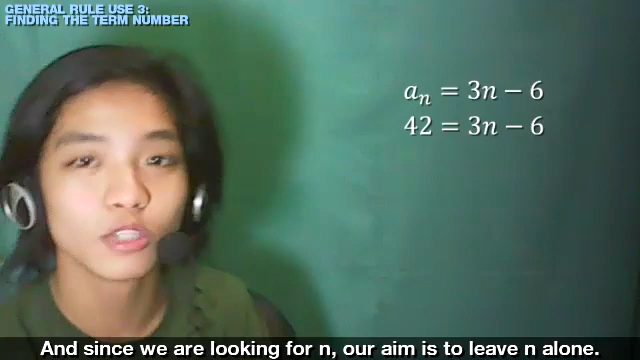 GENERAL RULE USE 3:
FINDING THE TERM NUMBER
aₙ = 3n − 6
42 = 3n − 6
And since we are looking for n, our aim is to leave n alone.